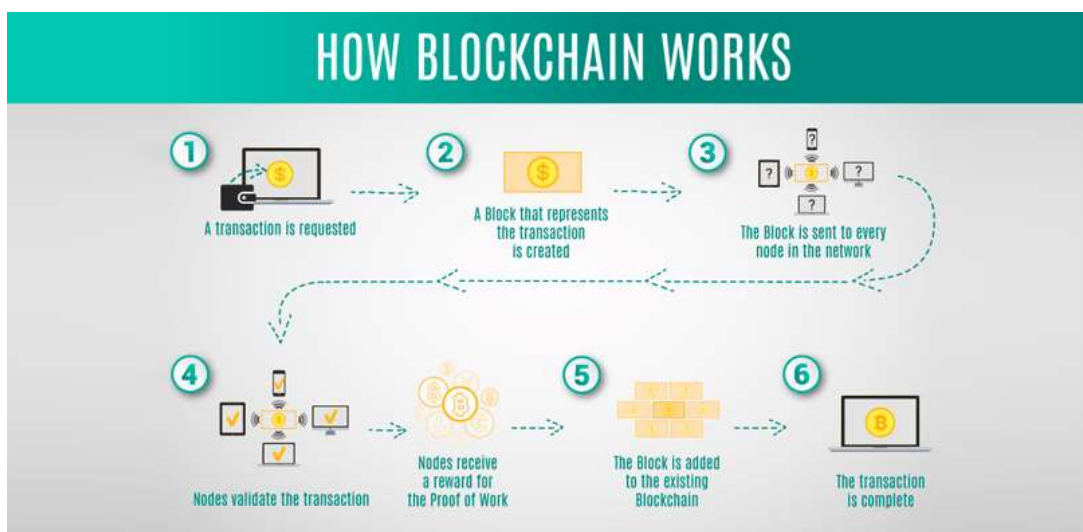 HOW BLOCKCHAIN WORKS
1
$
A transaction is requested
2
$
A Block that represents
the transaction
is created
3
?
?
$
?
?
The Block is sent to every
node in the network
4
$
Nodes validate the transaction
Nodes receive
a reward for
the Proof of Work
5
The Block is added
to the existing
Blockchain
6
The transaction
is complete